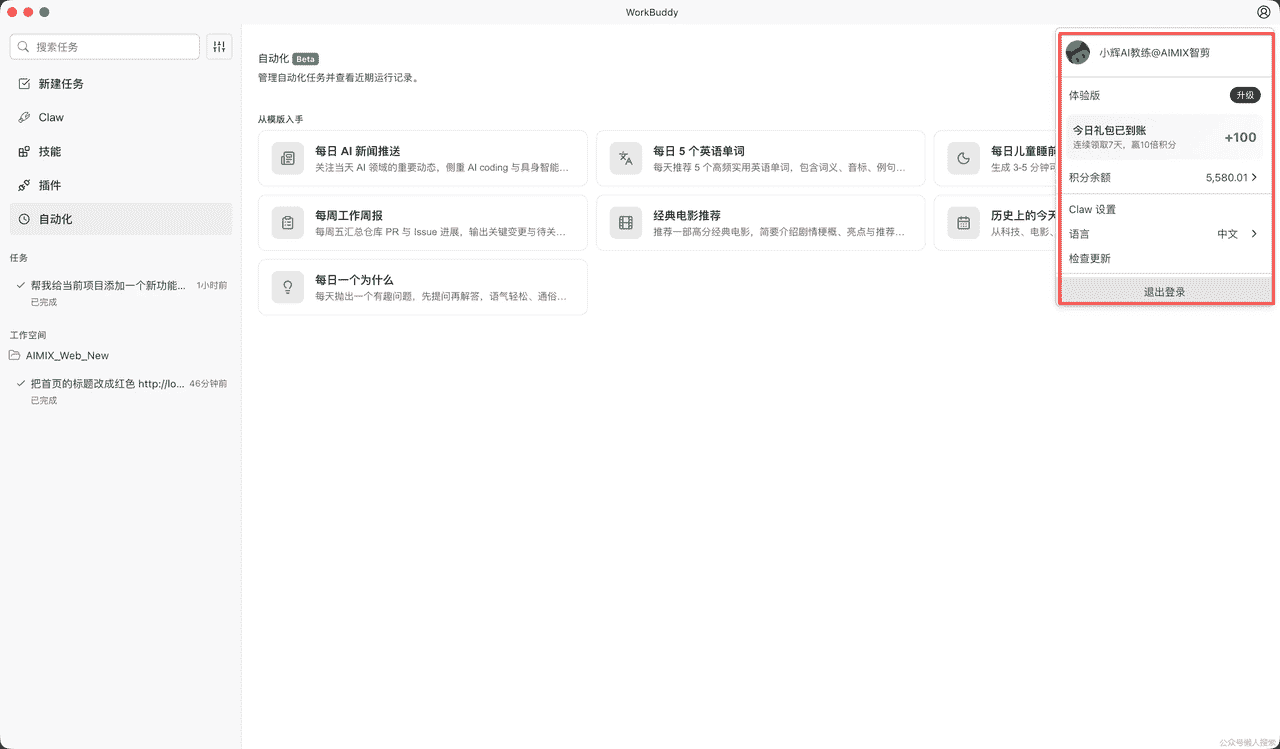 WorkBuddy
搜索任务
新建任务
Claw
技能
插件
自动化
任务
帮我给当前项目添加一个新功能... 1小时前
已完成
工作空间
AIMIX_Web_New
把首页的标题改成红色 http://lo... 46分钟前
已完成
自动化 Beta
管理自动化任务并查看近期运行记录。
从模版入手
每日 AI 新闻推送
关注当天 AI 领域的重要动态，侧重 AI coding 与具身智能...
每日 5 个英语单词
每天推荐 5 个高频实用英语单词，包含词义、音标、例句...
每日儿童睡前
生成 3-5 分钟可
每周工作周报
每周五汇总仓库 PR 与 Issue 进展，输出关键变更与待关...
经典电影推荐
推荐一部高分经典电影，简要介绍剧情梗概、亮点与推荐...
历史上的今天
从科技、电影、
每日一个为什么
每天抛出一个有趣问题，先提问再解答，语气轻松、通俗...
小辉AI教练@AIMIX智剪
体验版 升级
今日礼包已到账
连续领取7天，赢10倍积分
+100
积分余额 5,580.01
Claw 设置
语言 中文
检查更新
退出登录
公众号懒人搜索